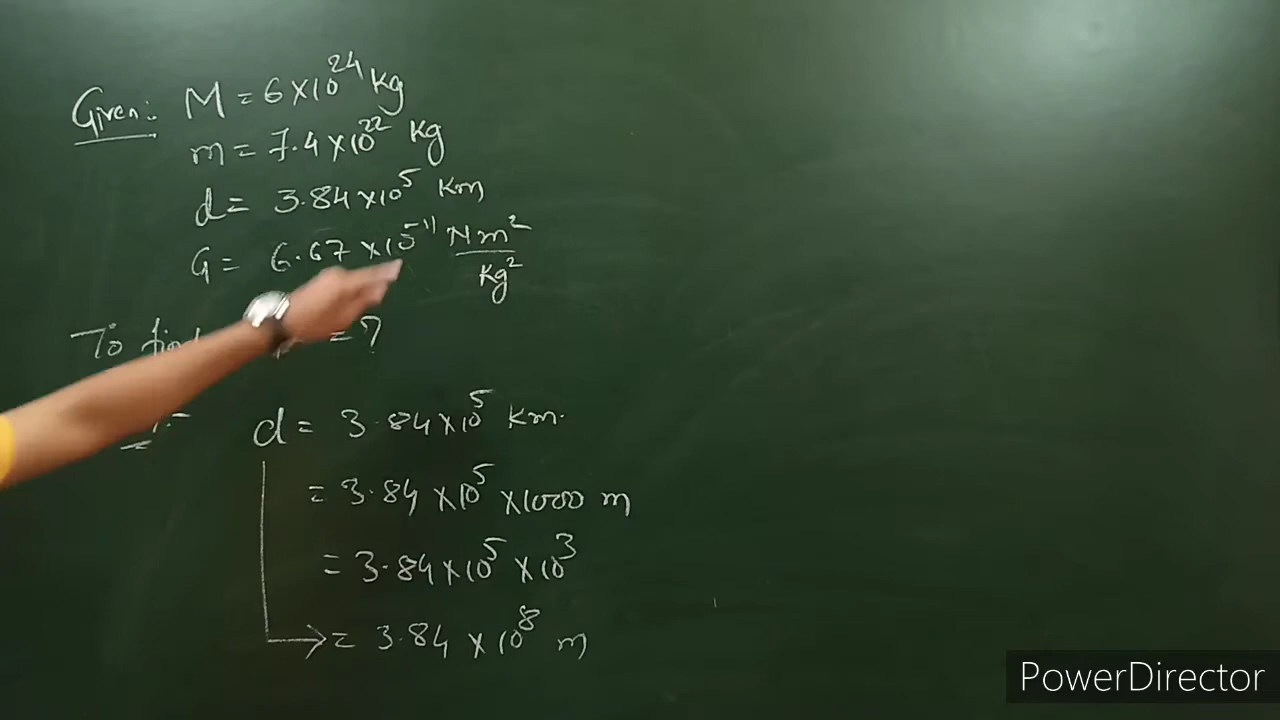 Given: M = 6×10²⁴ Kg
m = 7.4×10²² Kg
d = 3.84×10⁵ Km
G = 6.67×10⁻¹¹ Nm²/Kg²
To = ?
d = 3.84×10⁵ Km.
= 3.84×10⁵×1000 m
= 3.84×10⁵×10³
→ = 3.84×10⁸ m
PowerDirector